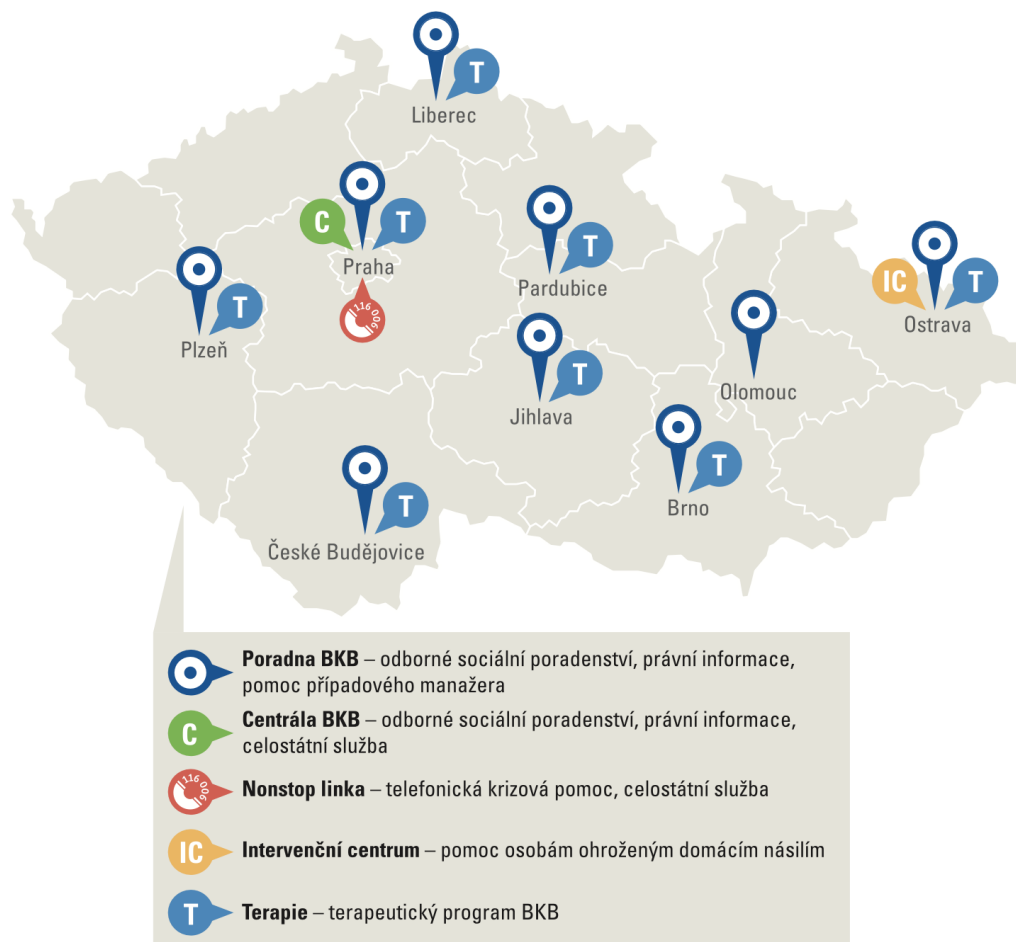 T
Liberec
C
T
Praha
116 006
T
Pardubice
IC
T
Ostrava
T
Plzeň
T
Jihlava
Olomouc
T
Brno
T
České Budějovice
Poradna BKB – odborné sociální poradenství, právní informace,
pomoc případového manažera
C
Centrála BKB – odborné sociální poradenství, právní informace,
celostátní služba
116 006
Nonstop linka – telefonická krizová pomoc, celostátní služba
IC
Intervenční centrum – pomoc osobám ohroženým domácím násilím
T
Terapie – terapeutický program BKB